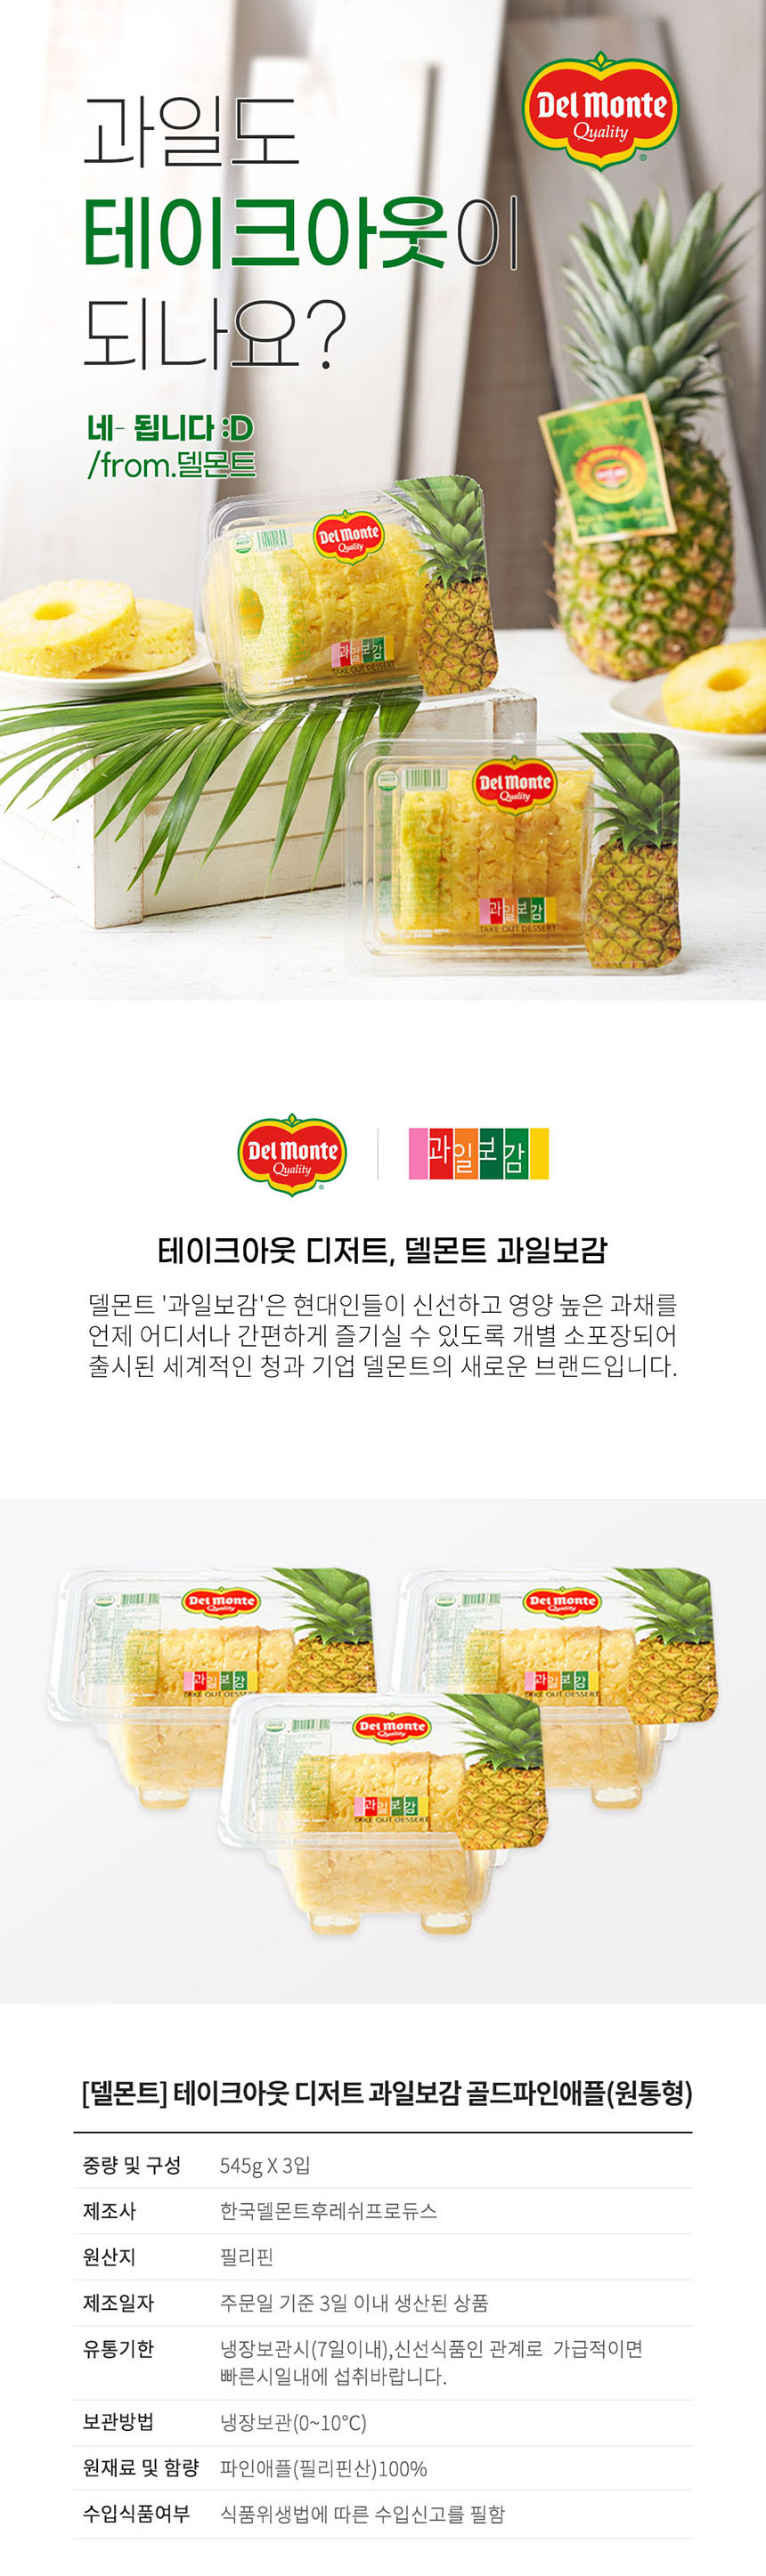 Del Monte
Quality
과일도
테이크아웃이
되나요?
네- 됩니다 :D
/from.델몬트
Del Monte
Quality
과일보감
TAKE OUT DESSERT
Del Monte
Quality
과일보감
TAKE OUT DESSERT
Del Monte
Quality
과일보감
테이크아웃 디저트, 델몬트 과일보감
델몬트 '과일보감'은 현대인들이 신선하고 영양 높은 과채를
언제 어디서나 간편하게 즐기실 수 있도록 개별 소포장되어
출시된 세계적인 청과 기업 델몬트의 새로운 브랜드입니다.
Del Monte
Quality
과일보감
TAKE OUT DESSERT
Del Monte
Quality
과일보감
TAKE OUT DESSERT
Del Monte
Quality
과일보감
TAKE OUT DESSERT
[델몬트] 테이크아웃 디저트 과일보감 골드파인애플(원통형)
중량 및 구성 545g X 3입
제조사 한국델몬트후레쉬프로듀스
원산지 필리핀
제조일자 주문일 기준 3일 이내 생산된 상품
유통기한 냉장보관시(7일이내),신선식품인 관계로 가급적이면
빠른시일내에 섭취바랍니다.
보관방법 냉장보관(0~10°C)
원재료 및 함량 파인애플(필리핀산)100%
수입식품여부 식품위생법에 따른 수입신고를 필함